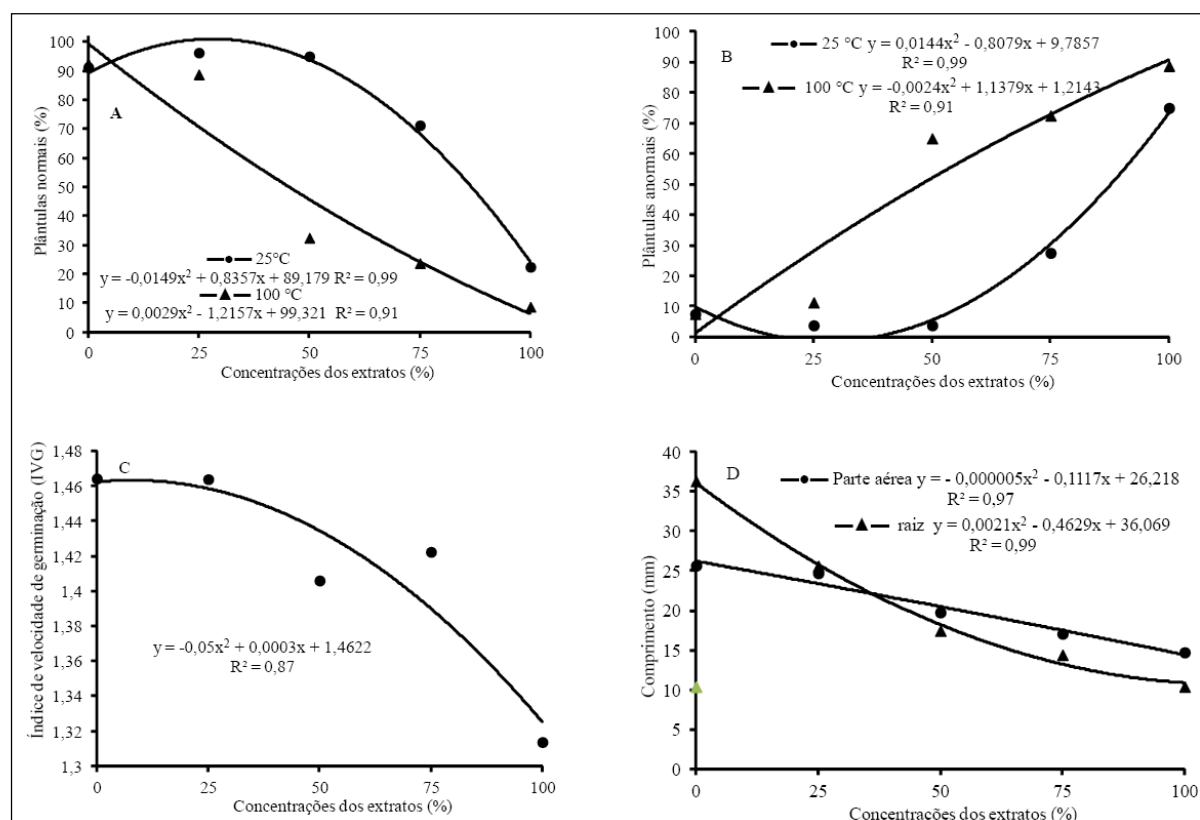 100
90
80
70
60
50
40
30
20
10
0
Plântulas normais (%)
A
25°C
y = -0,0149x² + 0,8357x + 89,179 R² = 0,99
100 °C
y = 0,0029x² - 1,2157x + 99,321 R² = 0,91
0 25 50 75 100
Concentrações dos extratos (%)
100
90
80
70
60
50
40
30
20
10
0
Plântulas anormais (%)
B
25 °C y = 0,0144x² - 0,8079x + 9,7857
R² = 0,99
100 °C y = -0,0024x² + 1,1379x + 1,2143
R² = 0,91
0 25 50 75 100
Concentrações dos extratos (%)
1,48
1,46
1,44
1,42
1,4
1,38
1,36
1,34
1,32
1,3
Índice de velocidade de germinação (IVG)
C
y = -0,05x² + 0,0003x + 1,4622
R² = 0,87
0 25 50 75 100
Concentrações dos extratos (%)
40
35
30
25
20
15
10
5
0
Comprimento (mm)
D
Parte aérea y = - 0,000005x² - 0,1117x + 26,218
R² = 0,97
raiz y = 0,0021x² - 0,4629x + 36,069
R² = 0,99
0 25 50 75 100
Concentrações dos extratos (%)